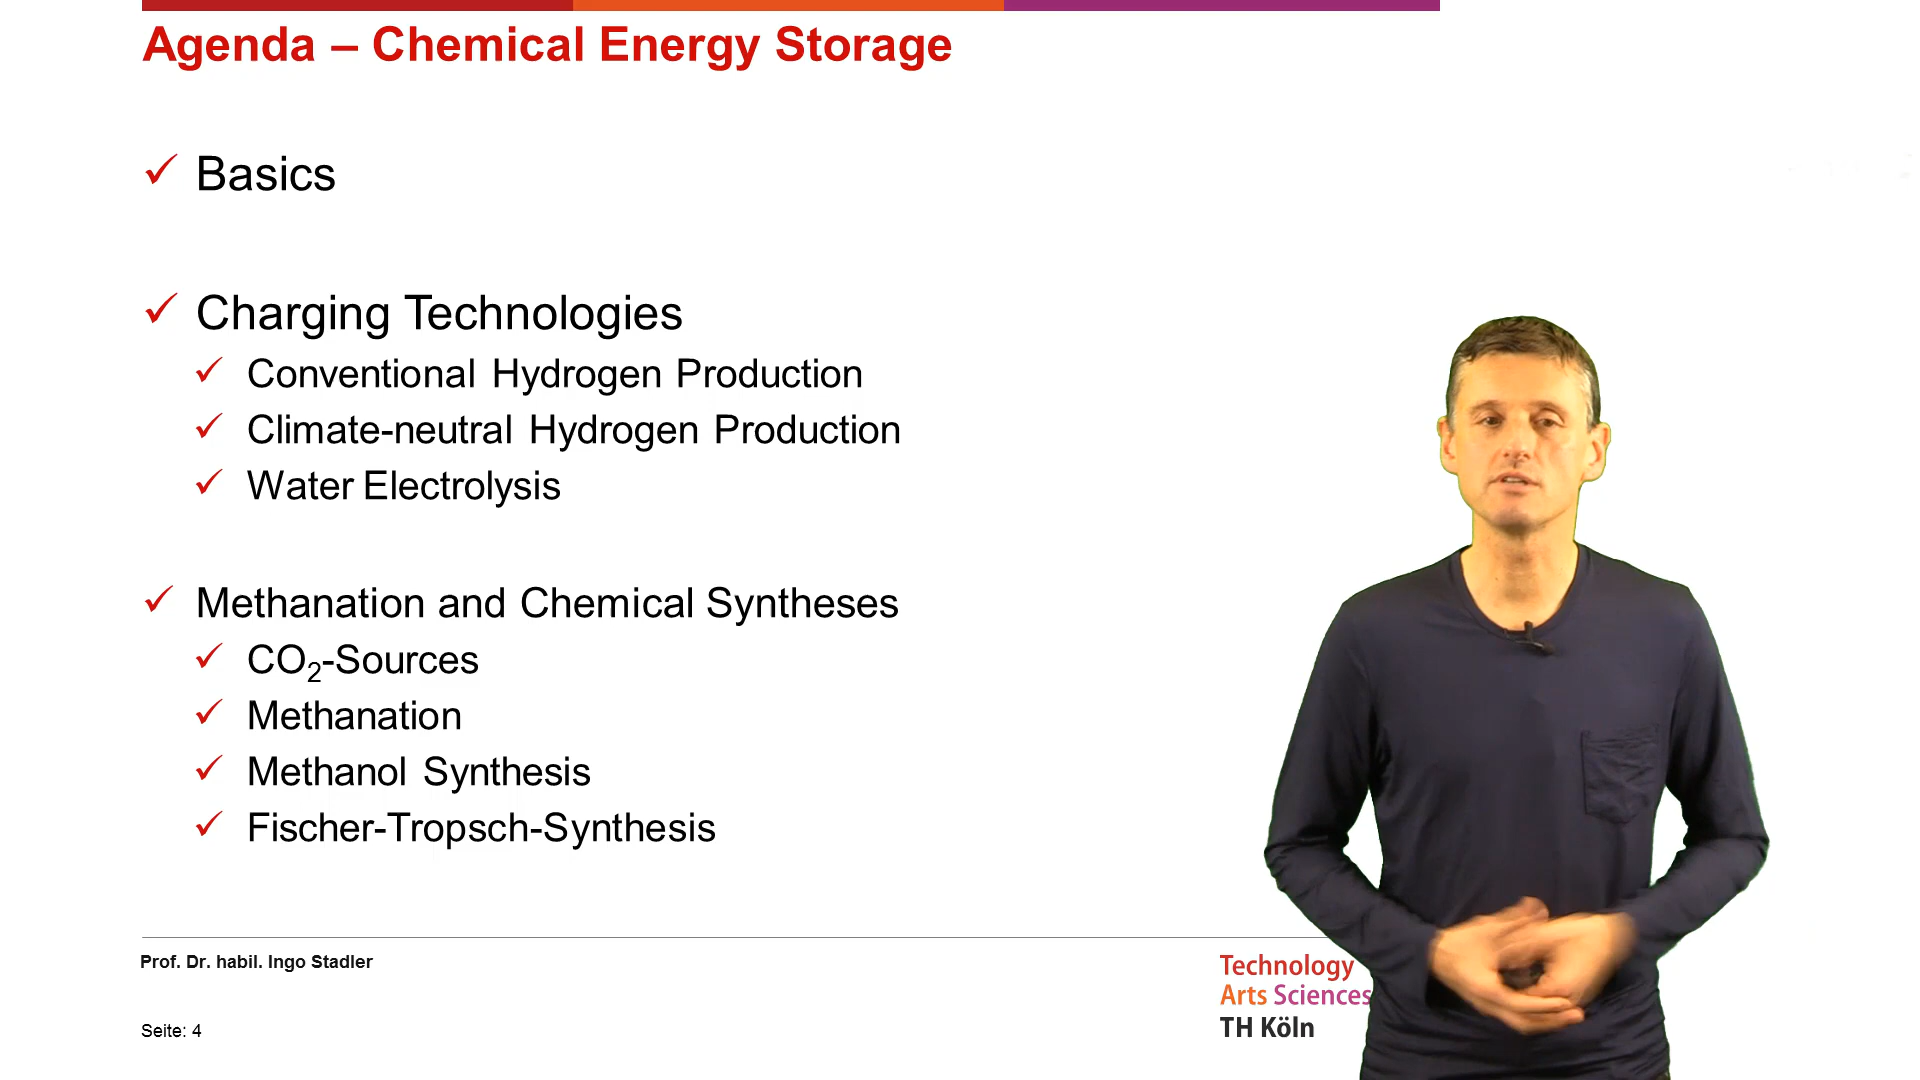 Agenda – Chemical Energy Storage
Basics
Charging Technologies
Conventional Hydrogen Production
Climate-neutral Hydrogen Production
Water Electrolysis
Methanation and Chemical Syntheses
CO₂-Sources
Methanation
Methanol Synthesis
Fischer-Tropsch-Synthesis
Prof. Dr. habil. Ingo Stadler
Seite: 4
Technology
Arts Sciences
TH Köln